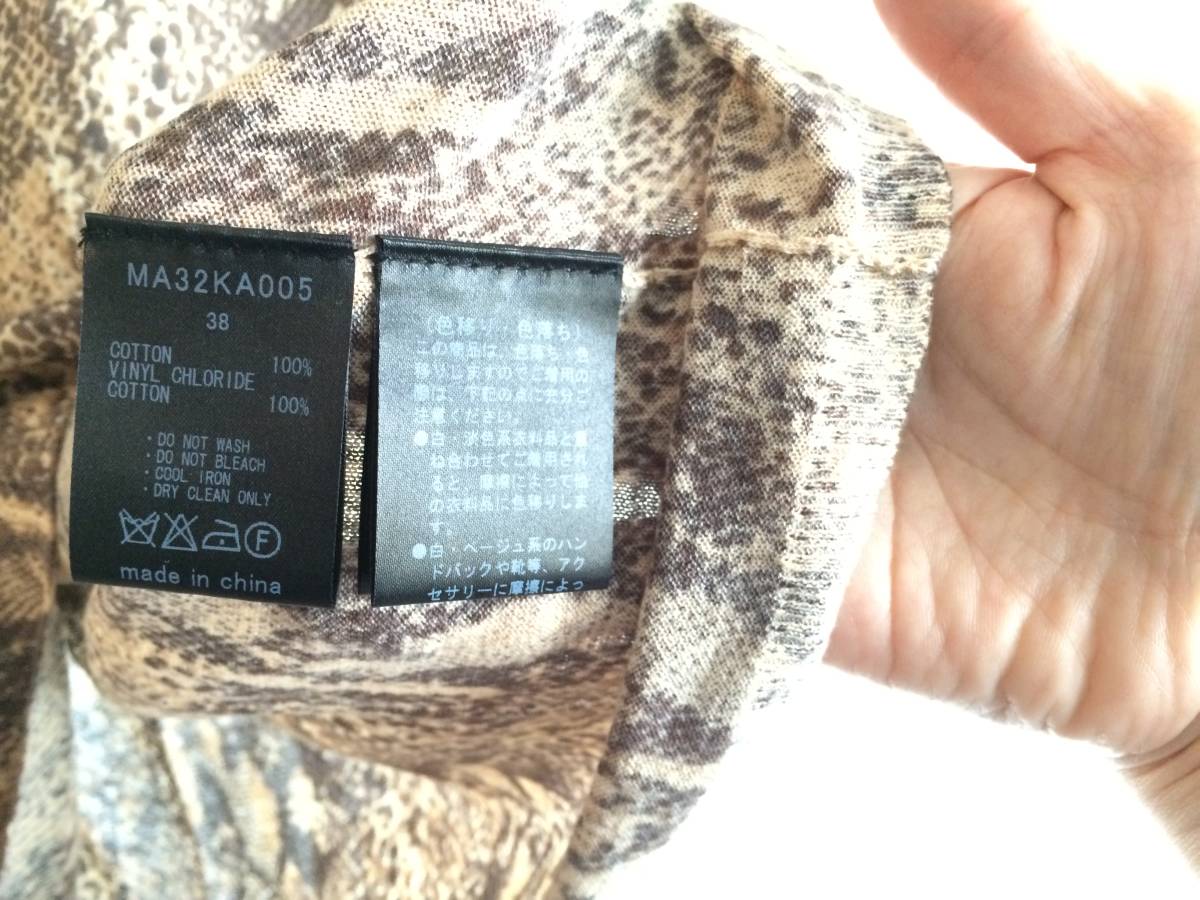 MA32KA005
38
COTTON 100%
VINYL CHLORIDE
COTTON 100%
・DO NOT WASH
・DO NOT BLEACH
・COOL IRON
・DRY CLEAN ONLY
F
made in china
(色移り・色落ち)
この商品は、色落ち・色
移りしますのでご着用の
際は、下記の点に充分ご
注意ください。
●白・淡色系衣料品と重
ね合わせてご着用され
ると、摩擦によって他
の衣料品に色移りしま
す。
●白・ベージュ系のハン
ドバックや靴等、アク
セサリーに摩擦によっ